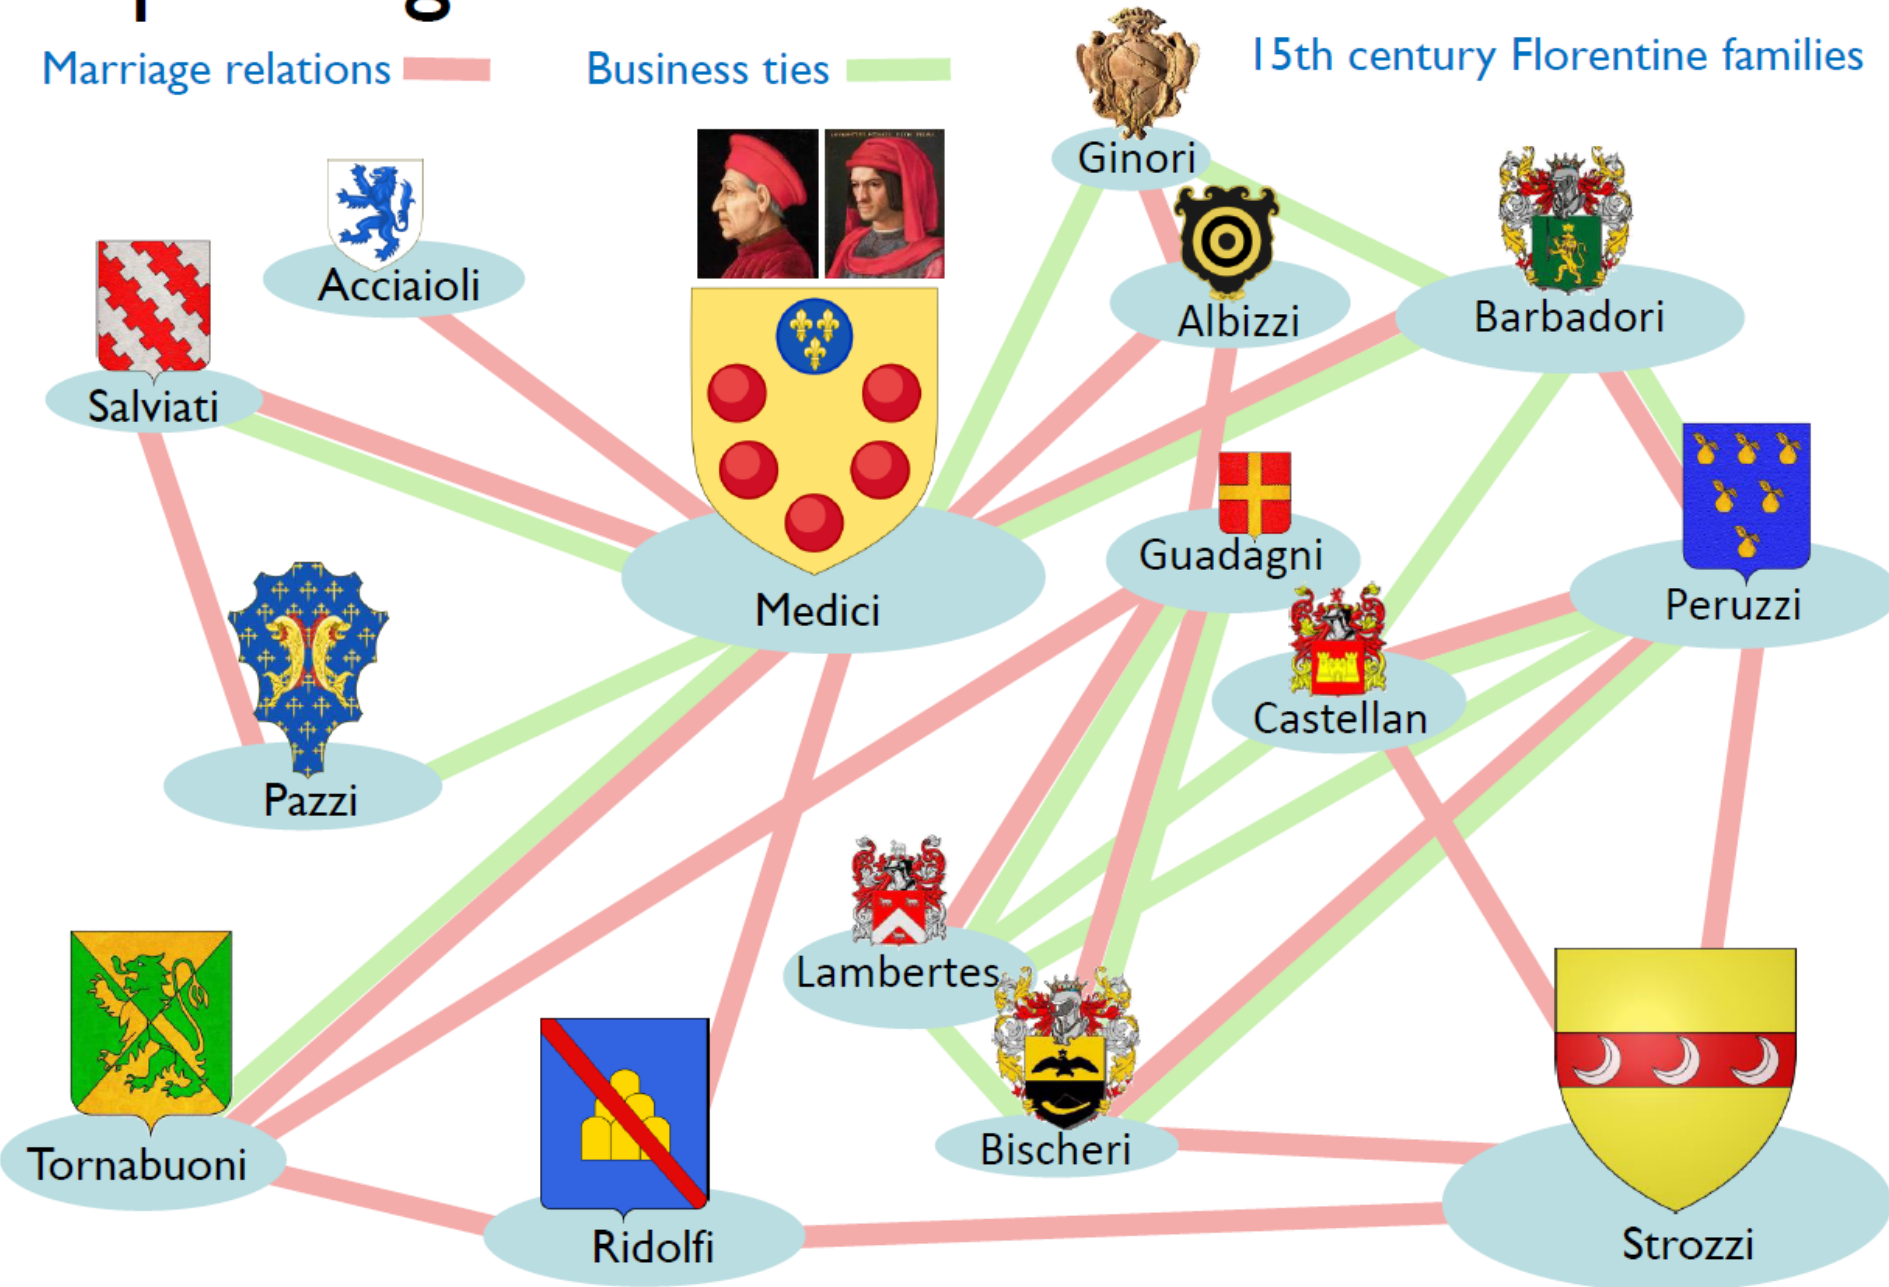 Marriage relations
Business ties
15th century Florentine families
Ginori
Acciaioli
Albizzi
Barbadori
Salviati
Guadagni
Medici
Peruzzi
Castellan
Pazzi
Lambertes
Bischeri
Tornabuoni
Ridolfi
Strozzi